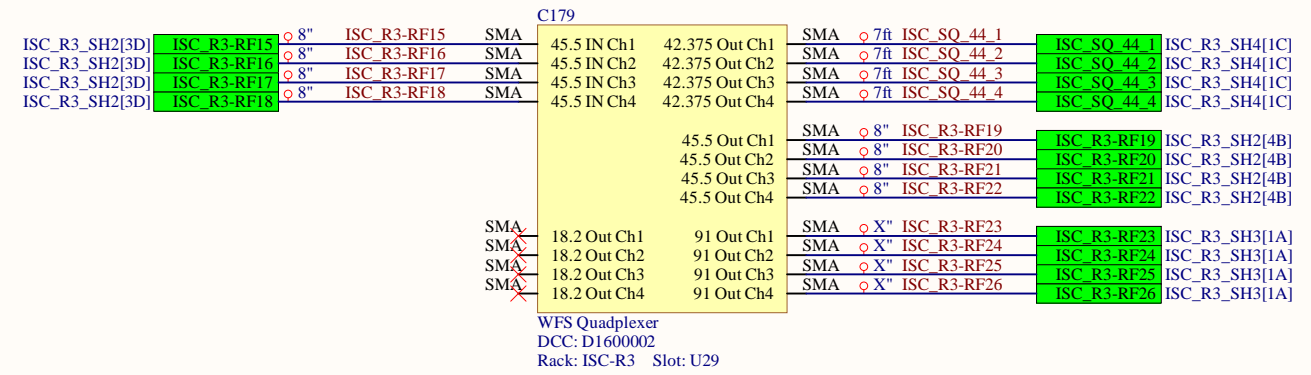 C179
ISC_R3_SH2[3D] ISC_R3-RF15 8" ISC_R3-RF15 SMA 45.5 IN Ch1 42.375 Out Ch1 SMA 7ft ISC_SQ_44_1 ISC_SQ_44_1 ISC_R3_SH4[1C]
ISC_R3_SH2[3D] ISC_R3-RF16 8" ISC_R3-RF16 SMA 45.5 IN Ch2 42.375 Out Ch2 SMA 7ft ISC_SQ_44_2 ISC_SQ_44_2 ISC_R3_SH4[1C]
ISC_R3_SH2[3D] ISC_R3-RF17 8" ISC_R3-RF17 SMA 45.5 IN Ch3 42.375 Out Ch3 SMA 7ft ISC_SQ_44_3 ISC_SQ_44_3 ISC_R3_SH4[1C]
ISC_R3_SH2[3D] ISC_R3-RF18 8" ISC_R3-RF18 SMA 45.5 IN Ch4 42.375 Out Ch4 SMA 7ft ISC_SQ_44_4 ISC_SQ_44_4 ISC_R3_SH4[1C]
45.5 Out Ch1 SMA 8" ISC_R3-RF19 ISC_R3-RF19 ISC_R3_SH2[4B]
45.5 Out Ch2 SMA 8" ISC_R3-RF20 ISC_R3-RF20 ISC_R3_SH2[4B]
45.5 Out Ch3 SMA 8" ISC_R3-RF21 ISC_R3-RF21 ISC_R3_SH2[4B]
45.5 Out Ch4 SMA 8" ISC_R3-RF22 ISC_R3-RF22 ISC_R3_SH2[4B]
SMA 18.2 Out Ch1 91 Out Ch1 SMA X" ISC_R3-RF23 ISC_R3-RF23 ISC_R3_SH3[1A]
SMA 18.2 Out Ch2 91 Out Ch2 SMA X" ISC_R3-RF24 ISC_R3-RF24 ISC_R3_SH3[1A]
SMA 18.2 Out Ch3 91 Out Ch3 SMA X" ISC_R3-RF25 ISC_R3-RF25 ISC_R3_SH3[1A]
SMA 18.2 Out Ch4 91 Out Ch4 SMA X" ISC_R3-RF26 ISC_R3-RF26 ISC_R3_SH3[1A]
WFS Quadplexer
DCC: D1600002
Rack: ISC-R3 Slot: U29